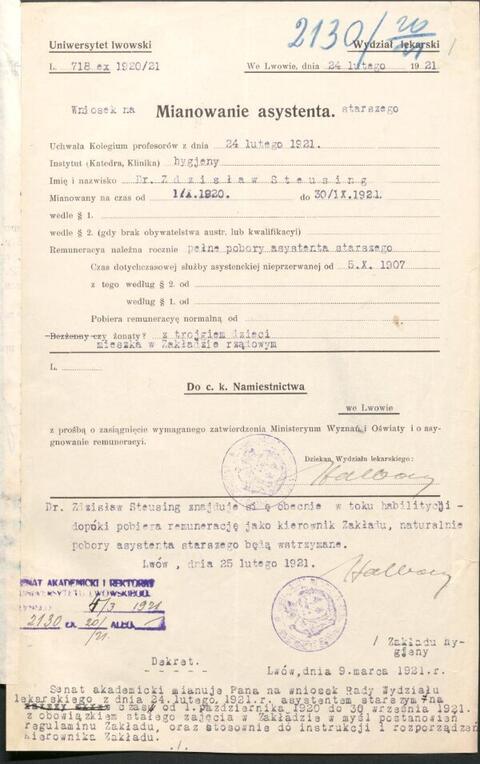 2130/20/21
Uniwersytet lwowski Wydział lekarski
L. 718 ex 1920/21 We Lwowie, dnia 24 lutego 1921
Wniosek na Mianowanie asystenta. starszego
Uchwała Kolegium profesorów z dnia 24 lutego 1921.
Instytut (Katedra, Klinika) hygjeny
Imię i nazwisko Dr. Zdzisław Steusing
Mianowany na czas od 1/X.1920. do 30/IX.1921.
wedle § 1.
wedle § 2. (gdy brak obywatelstwa austr. lub kwalifikacyi)
Remuneracya należna rocznie pełne pobory asystenta starszego
Czas dotychczasowej służby asystenckiej nieprzerwanej od 5.X. 1907
z tego według § 2. od
według § 1. od
Pobiera remuneracyę normalną od
Bezżenny czy żonaty? z trojgiem dzieci
mieszka w Zakładzie rządowym
L.
Do c. k. Namiestnictwa
we Lwowie
z prośbą o zasiągnięcie wymaganego zatwierdzenia Ministeryum Wyznań i Oświaty i o asy-
gnowanie remuneracyi.
Dziekan Wydziału lekarskiego:
Halban
Dr. Zdzisław Steusing znajduje się obecnie w toku habilitycji-
dopóki pobiera remunerację jako kierownik Zakładu, naturalnie
pobory asystenta starszego będą wstrzymane.
Lwów, dnia 25 lutego 1921.
Halban
SENAT AKADEMICKI I REKTORAT
UNIWERSYTETU LWOWSKIEGO.
4/3 1921
2130 ex 20/21
/ Zakładu hy-
gjeny
Dekret.
Lwów, dnia 9 marca 1921 r.
Senat akademicki mianuje Pana na wniosek Rady Wydziału
lekarskiego z dnia 24. lutego 1921.r. asystentem starszym na
czas od 1. października 1920 do 30 września 1921.
z obowiązkiem stałego zajęcia w Zakładzie w myśl postanowień
regulaminu Zakładu, oraz stosownie do instrukcji i rozporządzeń
kierownika Zakładu.
./.